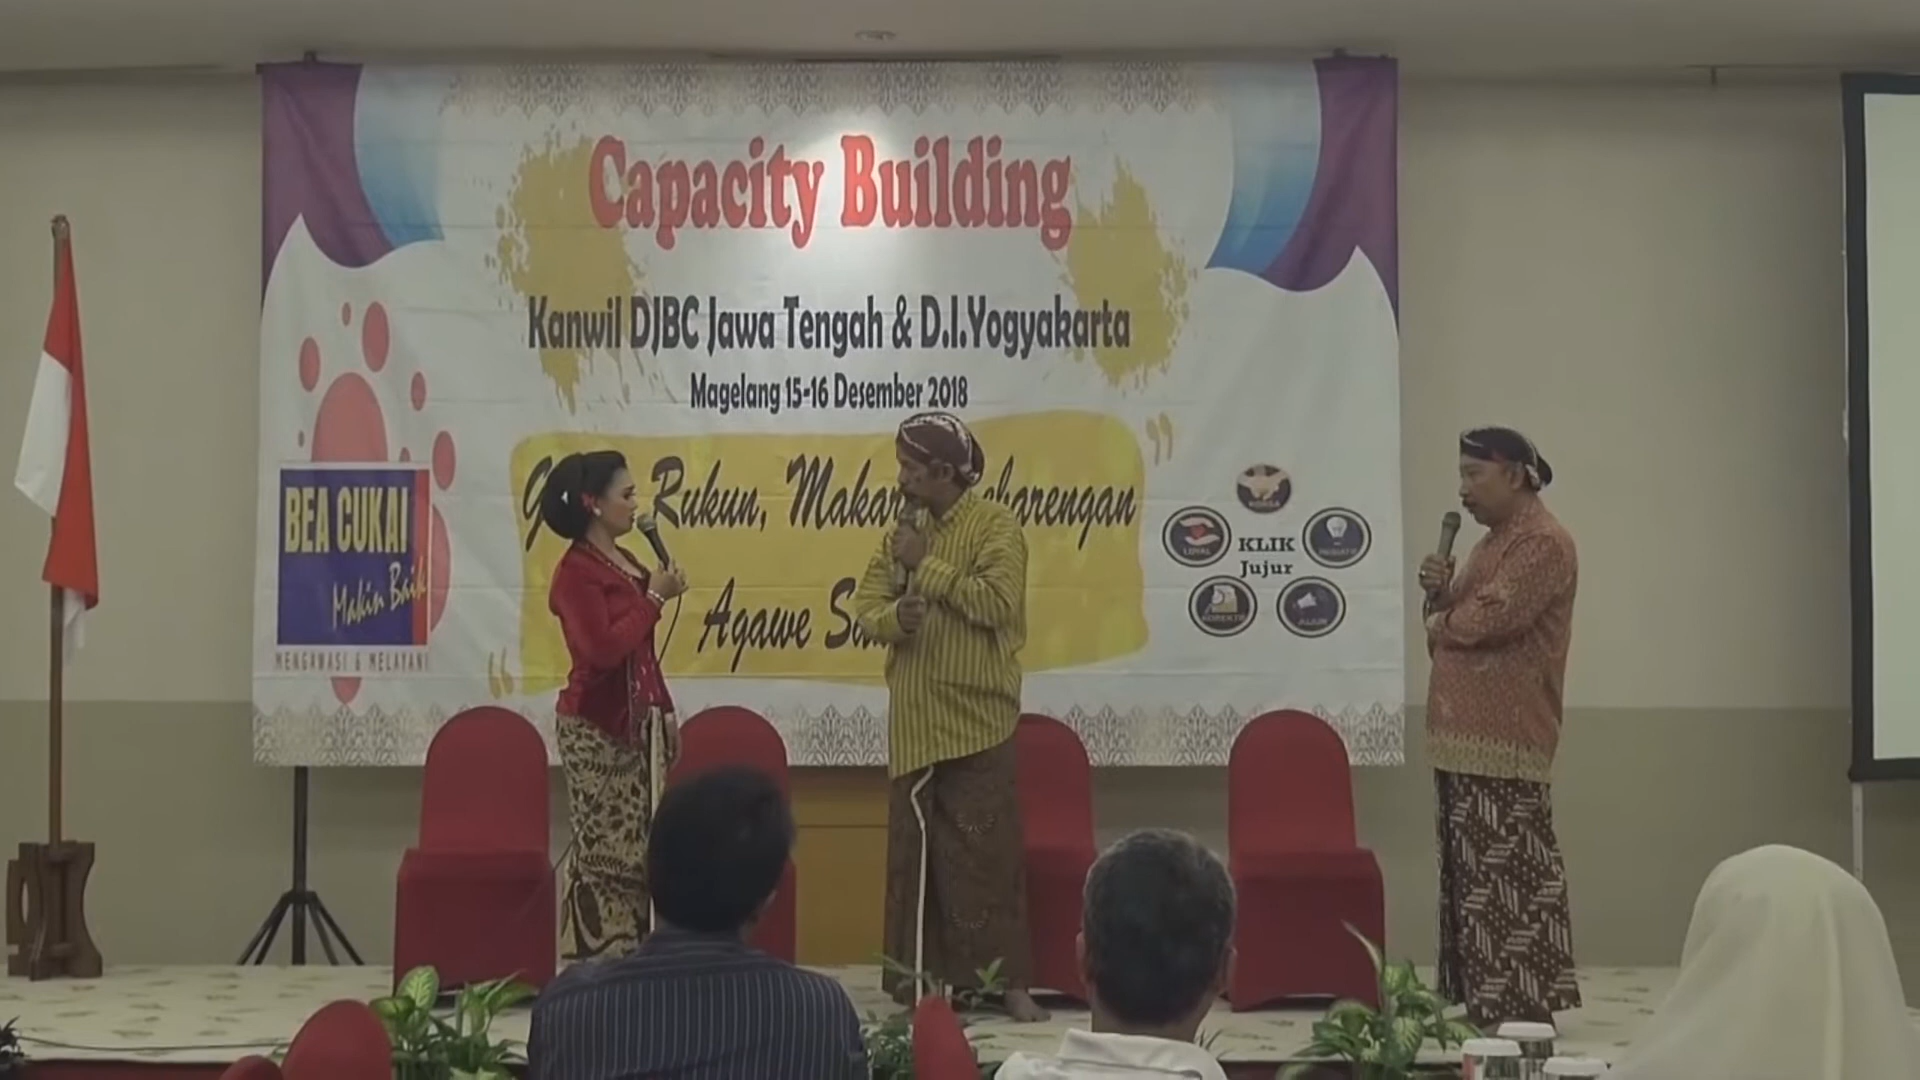 Capacity Building
Kanwil DJBC Jawa Tengah & D.I.Yogyakarta
Magelang 15-16 Desember 2018
Rukun,
Agawe
BEA CUKAI
Makin Baik
MENGAWASI & MELAYANI
LOYAL
KLIK
Jujur